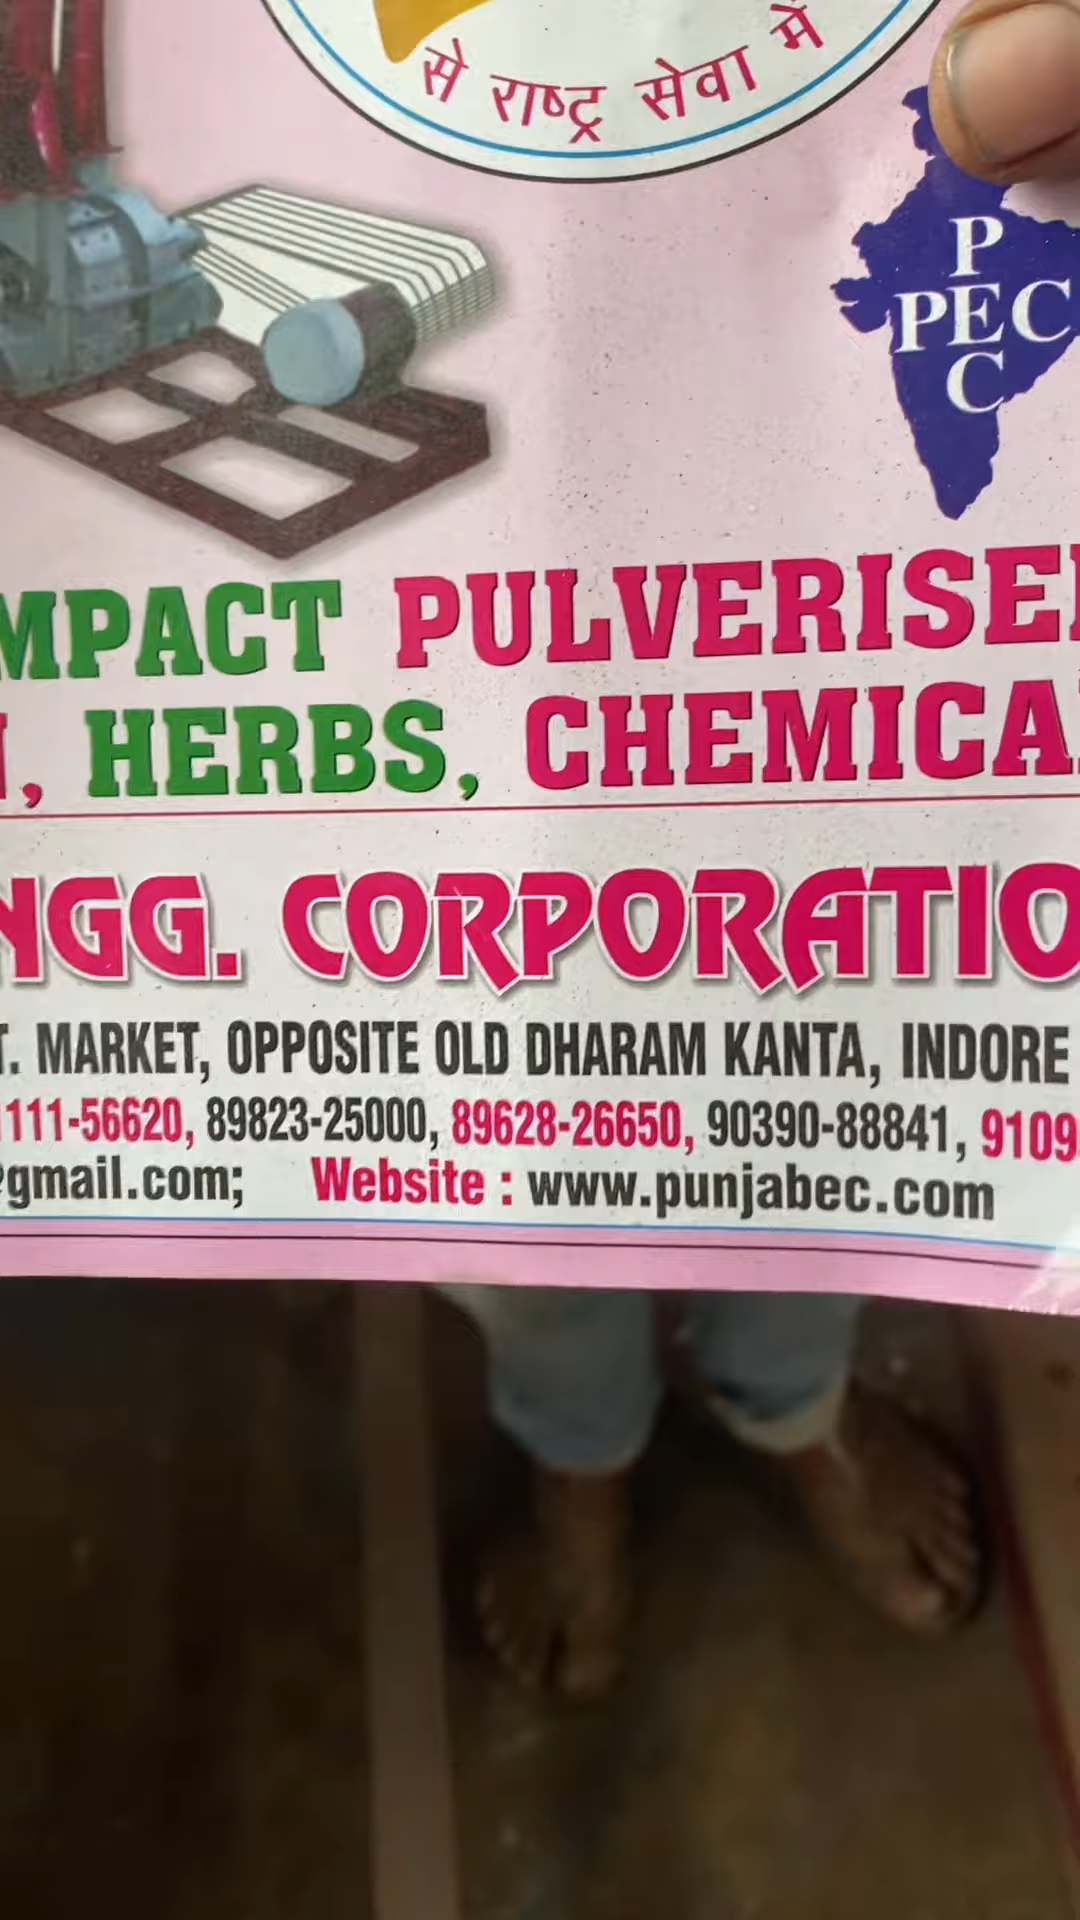 से राष्ट्र सेवा में
P
PEC
C
MPACT PULVERISE
, HERBS, CHEMICA
NGG. CORPORATIO
T. MARKET, OPPOSITE OLD DHARAM KANTA, INDORE
111-56620, 89823-25000, 89628-26650, 90390-88841, 9109
@gmail.com; Website : www.punjabec.com